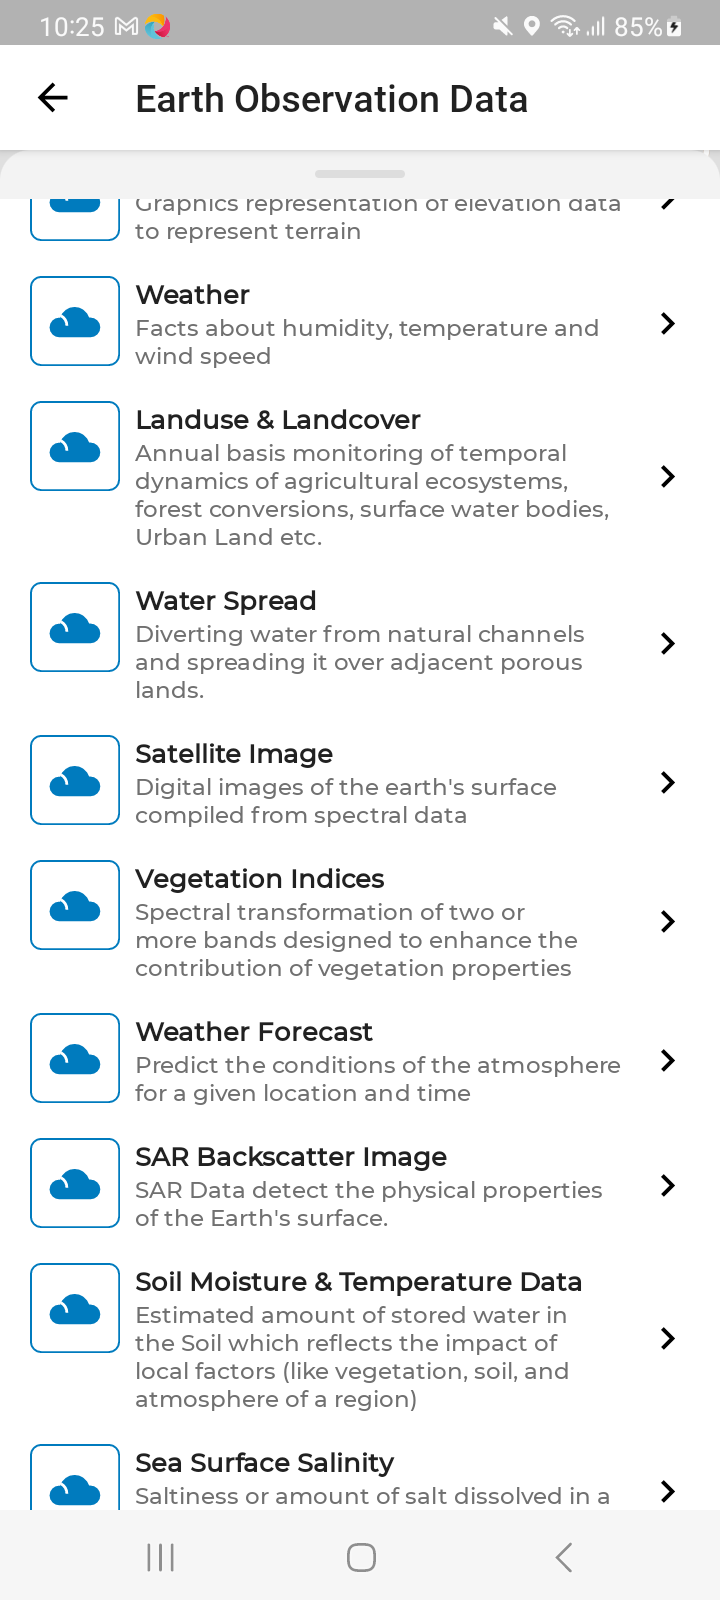 10:25 85%
Earth Observation Data
Graphics representation of elevation data
to represent terrain
Weather
Facts about humidity, temperature and
wind speed
Landuse & Landcover
Annual basis monitoring of temporal
dynamics of agricultural ecosystems,
forest conversions, surface water bodies,
Urban Land etc.
Water Spread
Diverting water from natural channels
and spreading it over adjacent porous
lands.
Satellite Image
Digital images of the earth's surface
compiled from spectral data
Vegetation Indices
Spectral transformation of two or
more bands designed to enhance the
contribution of vegetation properties
Weather Forecast
Predict the conditions of the atmosphere
for a given location and time
SAR Backscatter Image
SAR Data detect the physical properties
of the Earth's surface.
Soil Moisture & Temperature Data
Estimated amount of stored water in
the Soil which reflects the impact of
local factors (like vegetation, soil, and
atmosphere of a region)
Sea Surface Salinity
Saltiness or amount of salt dissolved in a